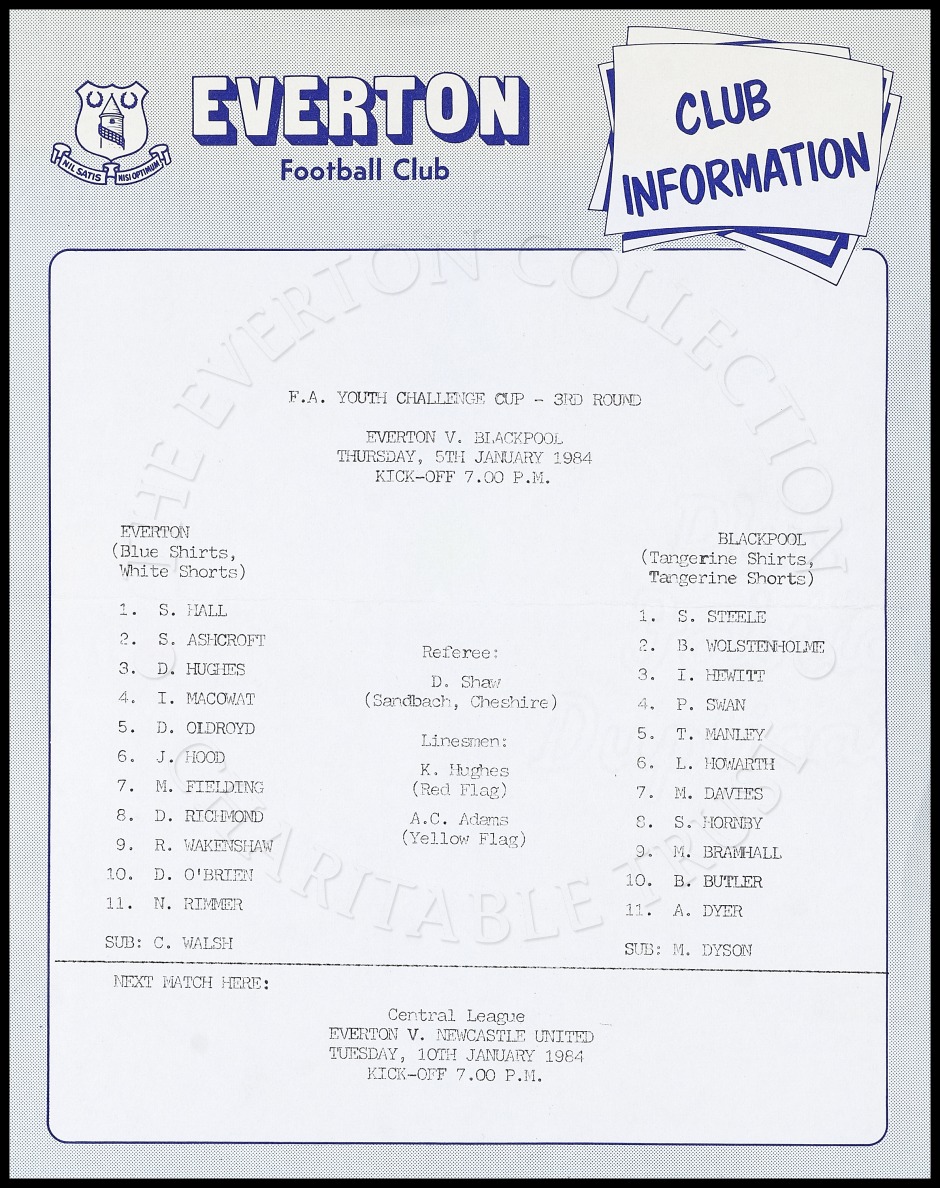 EVERTON
Football Club
NIL SATIS NISI OPTIMUM
CLUB
INFORMATION
THE EVERTON COLLECTION
CHARITABLE TRUST
F.A. YOUTH CHALLENGE CUP - 3RD ROUND
EVERTON V. BLACKPOOL
THURSDAY, 5TH JANUARY 1984
KICK-OFF 7.00 P.M.
EVERTON
(Blue Shirts,
White Shorts)
1. S. HALL
2. S. ASHCROFT
3. D. HUGHES
4. I. MACOWAT
5. D. OLDROYD
6. J. HOOD
7. M. FIELDING
8. D. RICHMOND
9. R. WAKENSHAW
10. D. O'BRIEN
11. N. RIMMER
SUB: C. WALSH
Referee:
D. Shaw
(Sandbach, Cheshire)
Linesmen:
K. Hughes
(Red Flag)
A.C. Adams
(Yellow Flag)
BLACKPOOL
(Tangerine Shirts,
Tangerine Shorts)
1. S. STEELE
2. B. WOLSTENHOLME
3. I. HEWITT
4. P. SWAN
5. T. MANLEY
6. L. HOWARTH
7. M. DAVIES
8. S. HORNBY
9. M. BRAMHALL
10. B. BUTLER
11. A. DYER
SUB: M. DYSON
NEXT MATCH HERE:
Central League
EVERTON V. NEWCASTLE UNITED
TUESDAY, 10TH JANUARY 1984
KICK-OFF 7.00 P.M.